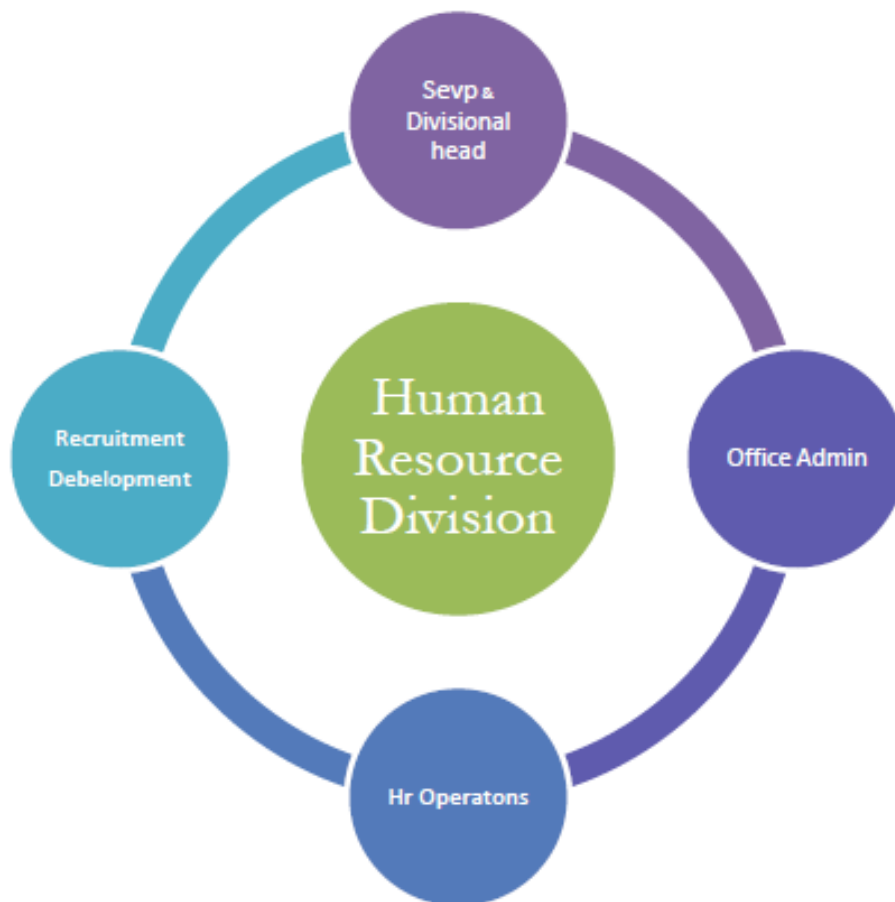 Sevp &
Divisional
head
Human
Resource
Division
Recruitment
Debelopment
Office Admin
Hr Operatons